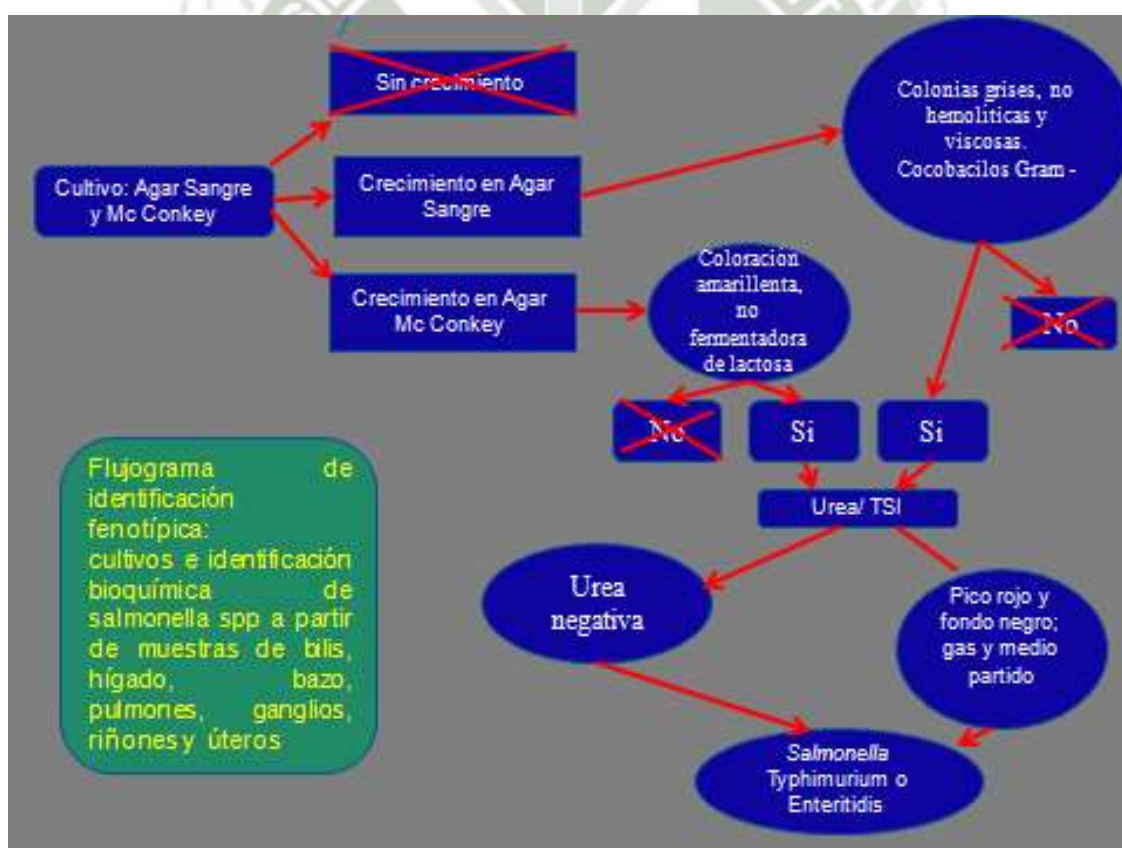 Sin crecimiento
Cultivo: Agar Sangre
y Mc Conkey
Crecimiento en Agar
Sangre
Crecimiento en Agar
Mc Conkey
Colonias grises, no
hemolíticas y
viscosas.
Cocobacilos Gram -
Coloración
amarillenta,
no
fermentadora
de lactosa
No
No
Si
Si
Urea/ TSI
Urea
negativa
Pico rojo y
fondo negro;
gas y medio
partido
Salmonella
Typhimurium o
Enteritidis
Flujograma de
identificación
fenotípica:
cultivos e identificación
bioquímica de
salmonella spp a partir
de muestras de bilis,
hígado, bazo,
pulmones, ganglios,
riñones y úteros